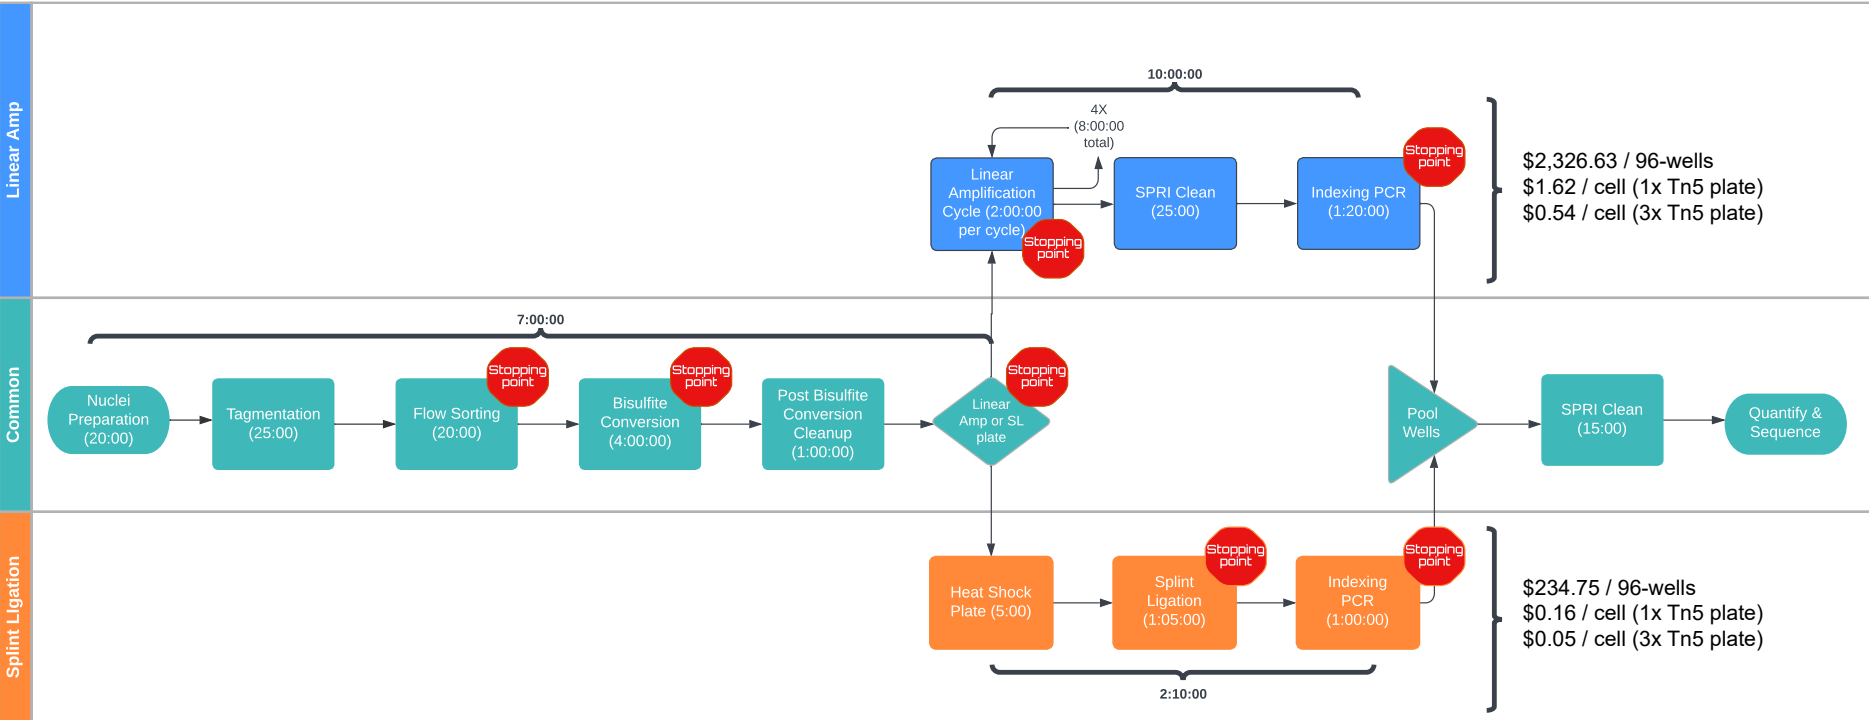 Linear Amp
10:00:00
4X
(8:00:00
total)
Linear
Amplification
Cycle (2:00:00
per cycle)
Stopping
point
SPRI Clean
(25:00)
Indexing PCR
(1:20:00)
Stopping
point
$2,326.63 / 96-wells
$1.62 / cell (1x Tn5 plate)
$0.54 / cell (3x Tn5 plate)
Common
7:00:00
Nuclei
Preparation
(20:00)
Tagmentation
(25:00)
Flow Sorting
(20:00)
Stopping
point
Bisulfite
Conversion
(4:00:00)
Stopping
point
Post Bisulfite
Conversion
Cleanup
(1:00:00)
Linear
Amp or SL
plate
Stopping
point
Pool
Wells
SPRI Clean
(15:00)
Quantify &
Sequence
Splint LIgation
Heat Shock
Plate (5:00)
Splint
Ligation
(1:05:00)
Stopping
point
Indexing
PCR
(1:00:00)
Stopping
point
2:10:00
$234.75 / 96-wells
$0.16 / cell (1x Tn5 plate)
$0.05 / cell (3x Tn5 plate)